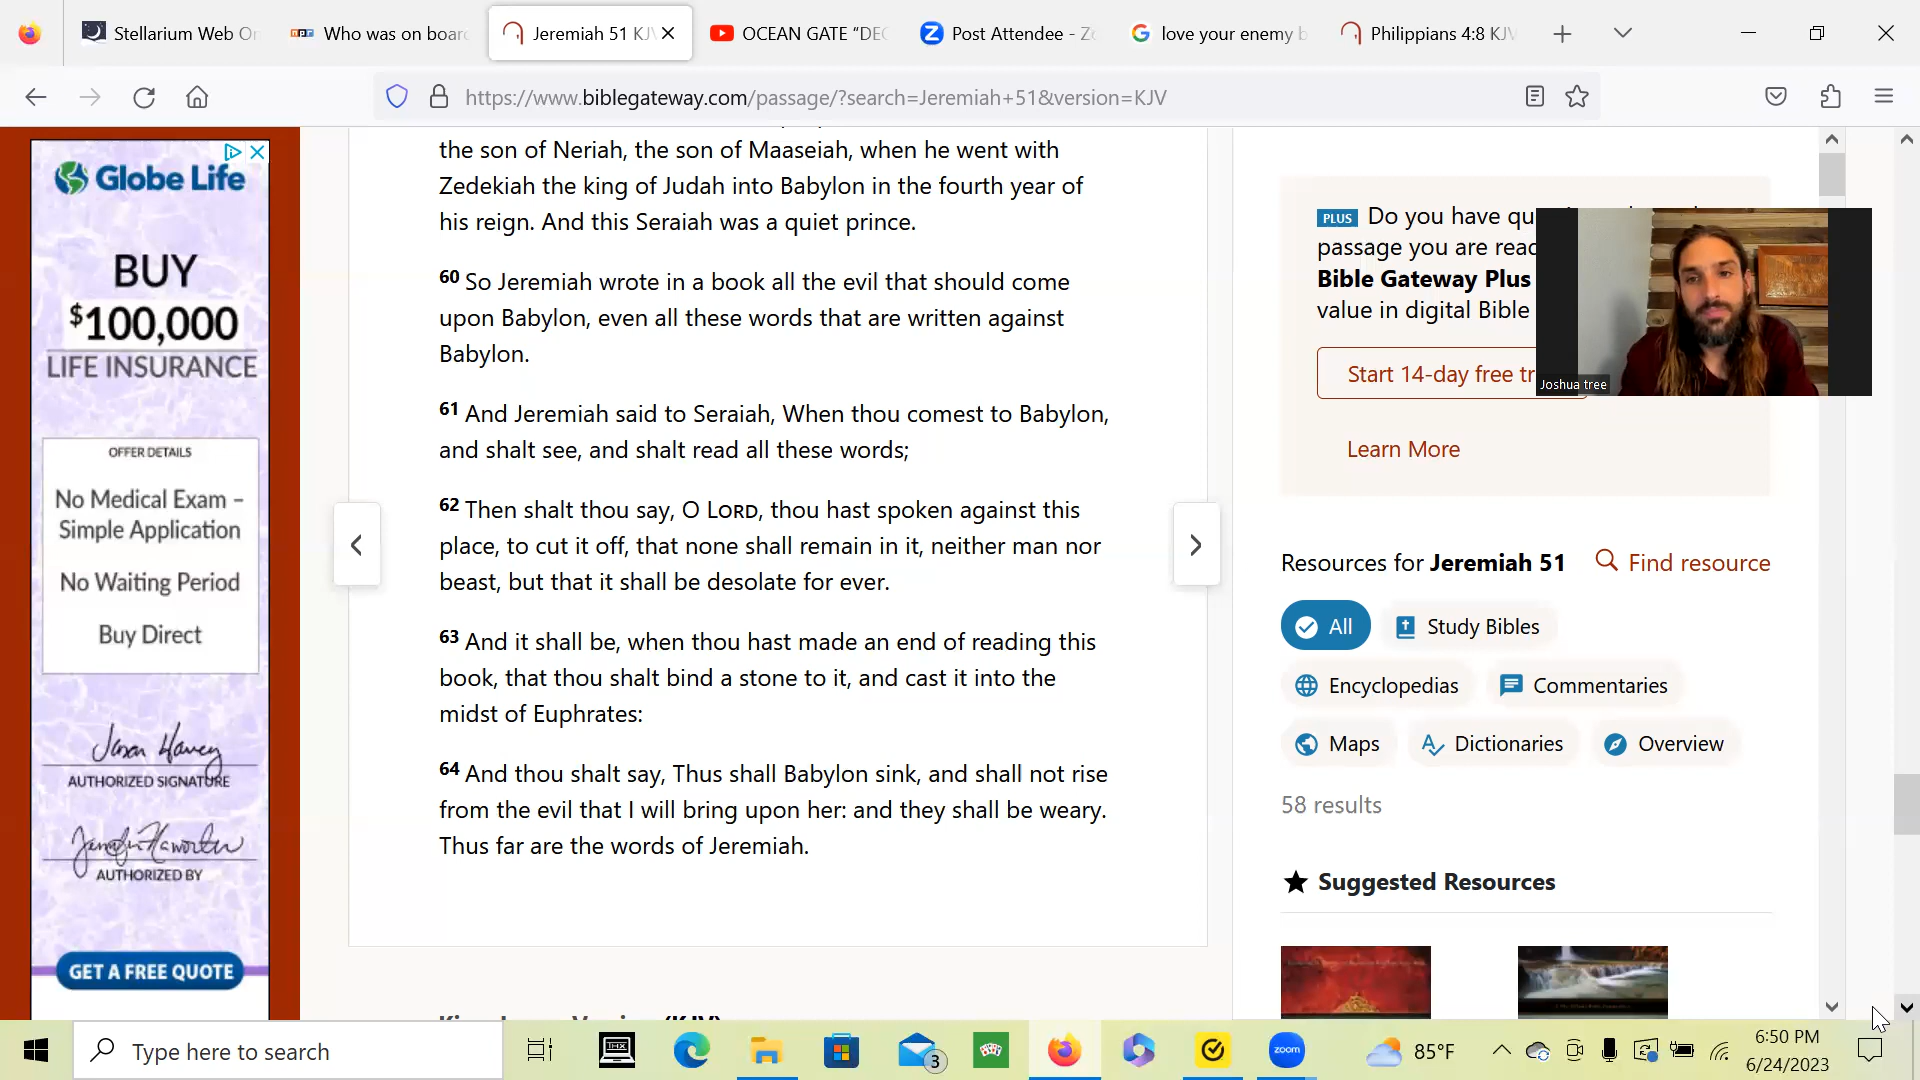 Stellarium Web On
npr Who was on board
Jeremiah 51 KJV
OCEAN GATE "DEC
Post Attendee - Zo
love your enemy b
Philippians 4:8 KJV
https://www.biblegateway.com/passage/?search=Jeremiah+51&version=KJV
Globe Life
BUY
$100,000
LIFE INSURANCE
OFFER DETAILS
No Medical Exam –
Simple Application
No Waiting Period
Buy Direct
AUTHORIZED SIGNATURE
AUTHORIZED BY
GET A FREE QUOTE
the son of Neriah, the son of Maaseiah, when he went with
Zedekiah the king of Judah into Babylon in the fourth year of
his reign. And this Seraiah was a quiet prince.
60 So Jeremiah wrote in a book all the evil that should come
upon Babylon, even all these words that are written against
Babylon.
61 And Jeremiah said to Seraiah, When thou comest to Babylon,
and shalt see, and shalt read all these words;
62 Then shalt thou say, O LORD, thou hast spoken against this
place, to cut it off, that none shall remain in it, neither man nor
beast, but that it shall be desolate for ever.
63 And it shall be, when thou hast made an end of reading this
book, that thou shalt bind a stone to it, and cast it into the
midst of Euphrates:
64 And thou shalt say, Thus shall Babylon sink, and shall not rise
from the evil that I will bring upon her: and they shall be weary.
Thus far are the words of Jeremiah.
PLUS Do you have qu
passage you are read
Bible Gateway Plus
value in digital Bible
Start 14-day free tr
Learn More
Joshua tree
Resources for Jeremiah 51
Find resource
All
Study Bibles
Encyclopedias
Commentaries
Maps
Dictionaries
Overview
58 results
Suggested Resources
Type here to search
3
zoom
85°F
6:50 PM
6/24/2023